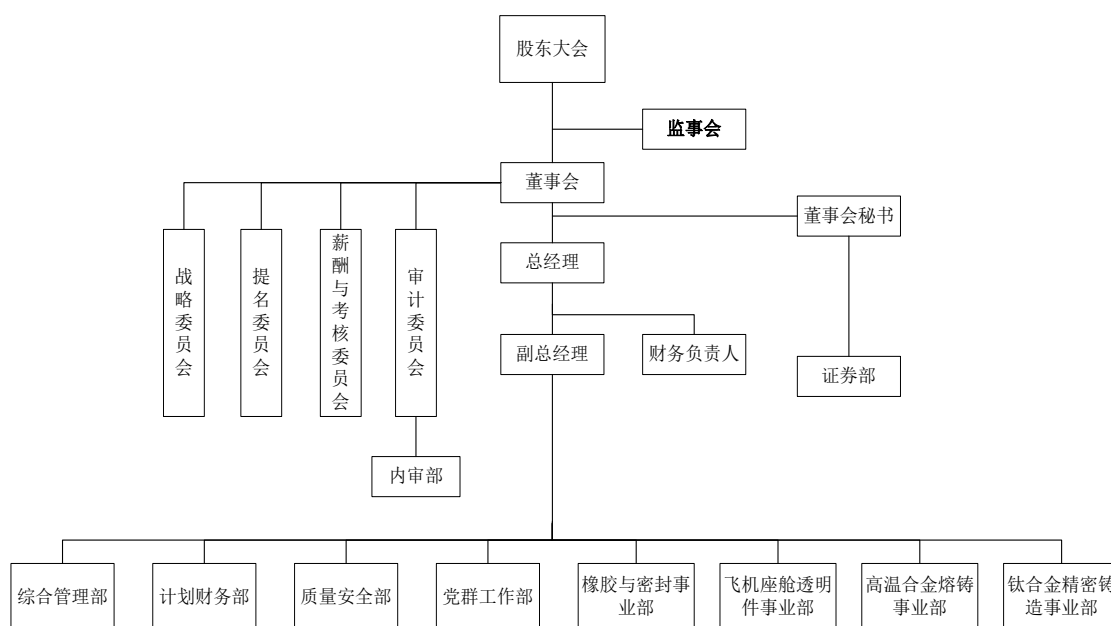 股东大会
监事会
董事会
董事会秘书
战略委员会
提名委员会
薪酬与考核委员会
审计委员会
总经理
副总经理
财务负责人
证券部
内审部
综合管理部
计划财务部
质量安全部
党群工作部
橡胶与密封事
业部
飞机座舱透明
件事业部
高温合金熔铸
事业部
钛合金精密铸
造事业部